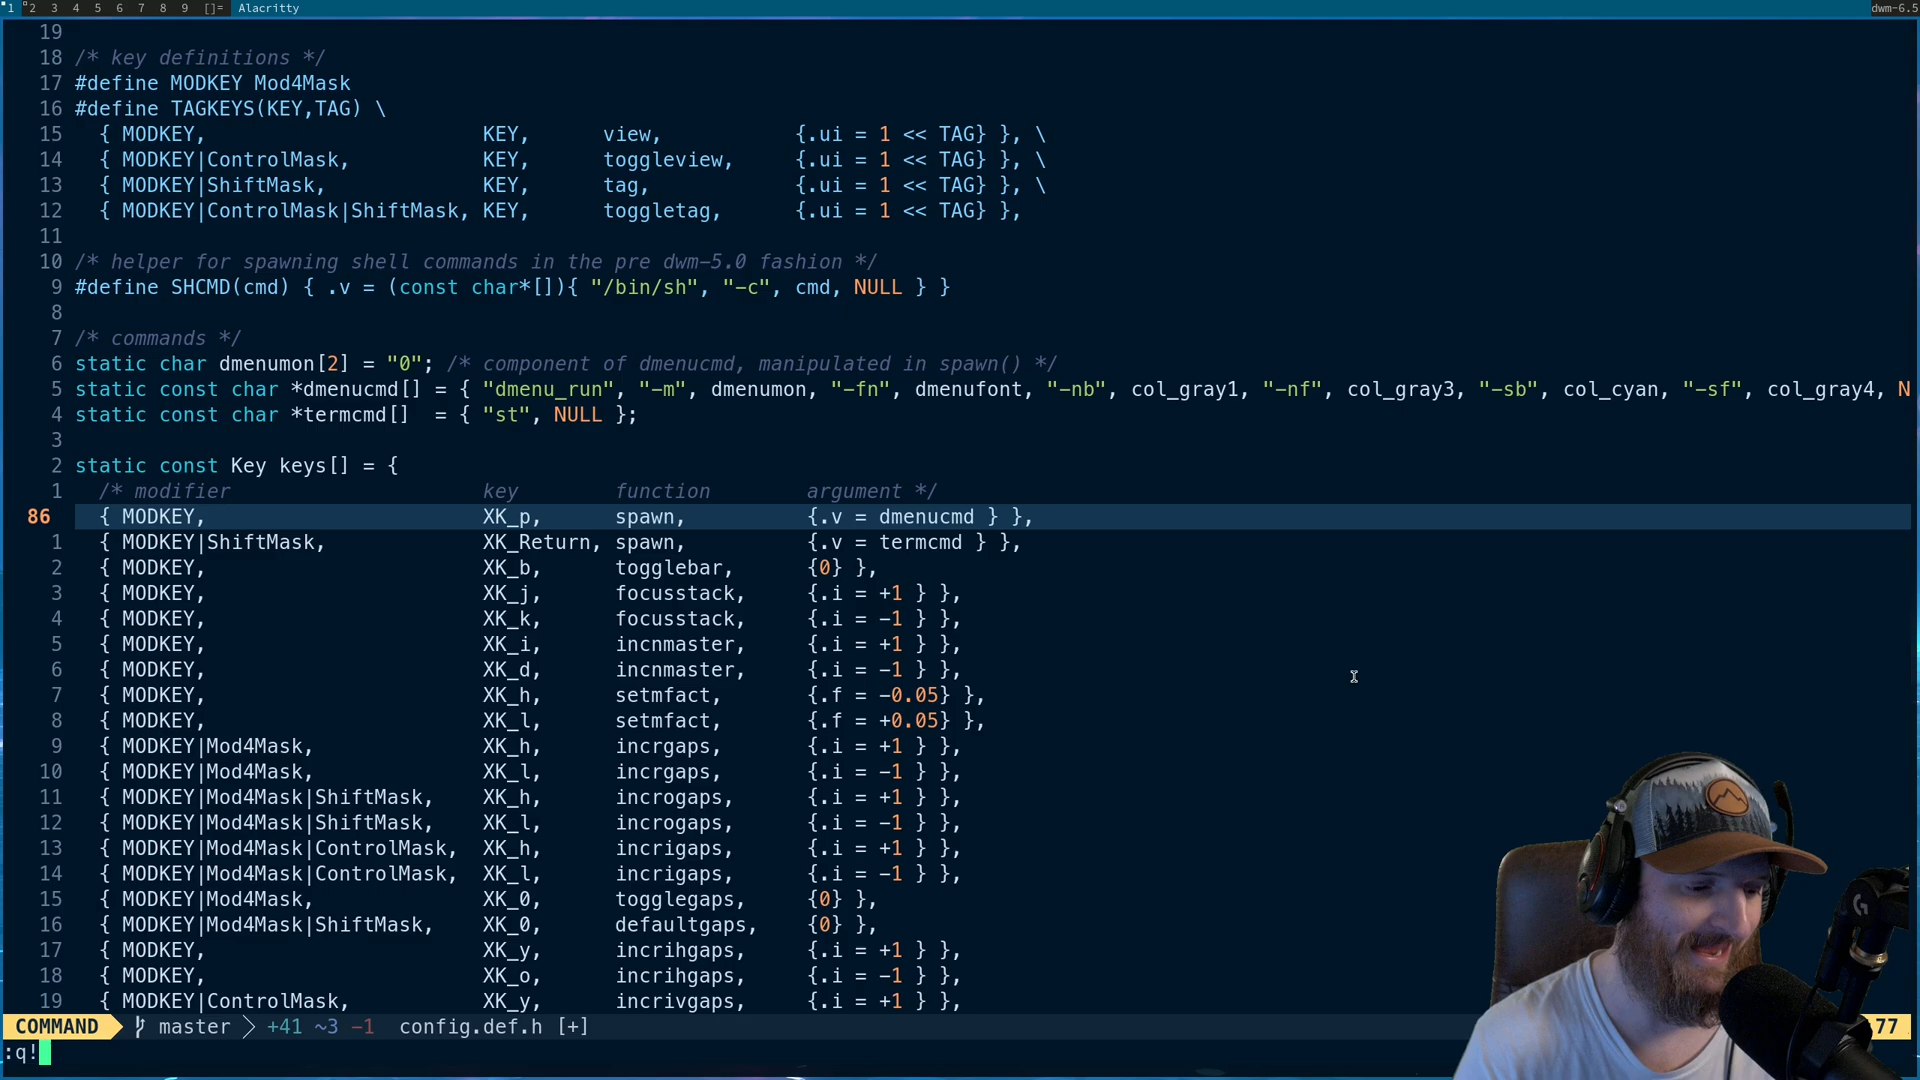 1 2 3 4 5 6 7 8 9 []= Alacritty dwm-6.5
19
18 /* key definitions */
17 #define MODKEY Mod4Mask
16 #define TAGKEYS(KEY,TAG) \
15 { MODKEY, KEY, view, {.ui = 1 << TAG} }, \
14 { MODKEY|ControlMask, KEY, toggleview, {.ui = 1 << TAG} }, \
13 { MODKEY|ShiftMask, KEY, tag, {.ui = 1 << TAG} }, \
12 { MODKEY|ControlMask|ShiftMask, KEY, toggletag, {.ui = 1 << TAG} },
11
10 /* helper for spawning shell commands in the pre dwm-5.0 fashion */
9 #define SHCMD(cmd) { .v = (const char*[]){ "/bin/sh", "-c", cmd, NULL } }
8
7 /* commands */
6 static char dmenumon[2] = "0"; /* component of dmenucmd, manipulated in spawn() */
5 static const char *dmenucmd[] = { "dmenu_run", "-m", dmenumon, "-fn", dmenufont, "-nb", col_gray1, "-nf", col_gray3, "-sb", col_cyan, "-sf", col_gray4, N
4 static const char *termcmd[] = { "st", NULL };
3
2 static const Key keys[] = {
1 /* modifier key function argument */
86 { MODKEY, XK_p, spawn, {.v = dmenucmd } },
1 { MODKEY|ShiftMask, XK_Return, spawn, {.v = termcmd } },
2 { MODKEY, XK_b, togglebar, {0} },
3 { MODKEY, XK_j, focusstack, {.i = +1 } },
4 { MODKEY, XK_k, focusstack, {.i = -1 } },
5 { MODKEY, XK_i, incnmaster, {.i = +1 } },
6 { MODKEY, XK_d, incnmaster, {.i = -1 } },
7 { MODKEY, XK_h, setmfact, {.f = -0.05} },
8 { MODKEY, XK_l, setmfact, {.f = +0.05} },
9 { MODKEY|Mod4Mask, XK_h, incrgaps, {.i = +1 } },
10 { MODKEY|Mod4Mask, XK_l, incrgaps, {.i = -1 } },
11 { MODKEY|Mod4Mask|ShiftMask, XK_h, incrogaps, {.i = +1 } },
12 { MODKEY|Mod4Mask|ShiftMask, XK_l, incrogaps, {.i = -1 } },
13 { MODKEY|Mod4Mask|ControlMask, XK_h, incrigaps, {.i = +1 } },
14 { MODKEY|Mod4Mask|ControlMask, XK_l, incrigaps, {.i = -1 } },
15 { MODKEY|Mod4Mask, XK_0, togglegaps, {0} },
16 { MODKEY|Mod4Mask|ShiftMask, XK_0, defaultgaps, {0} },
17 { MODKEY, XK_y, incrihgaps, {.i = +1 } },
18 { MODKEY, XK_o, incrihgaps, {.i = -1 } },
19 { MODKEY|ControlMask, XK_y, incrivgaps, {.i = +1 } },
COMMAND master +41 ~3 -1 config.def.h [+] 77
:q!